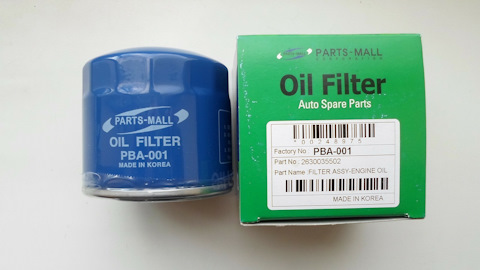 PARTS-MALL
OIL FILTER
PBA-001
MADE IN KOREA
PARTS-MALL
CORPORATION
Oil Filter
Auto Spare Parts
Factory No PBA-001
Part No.: 2630035502
Part Name :FILTER ASSY-ENGINE OIL
MADE IN KOREA